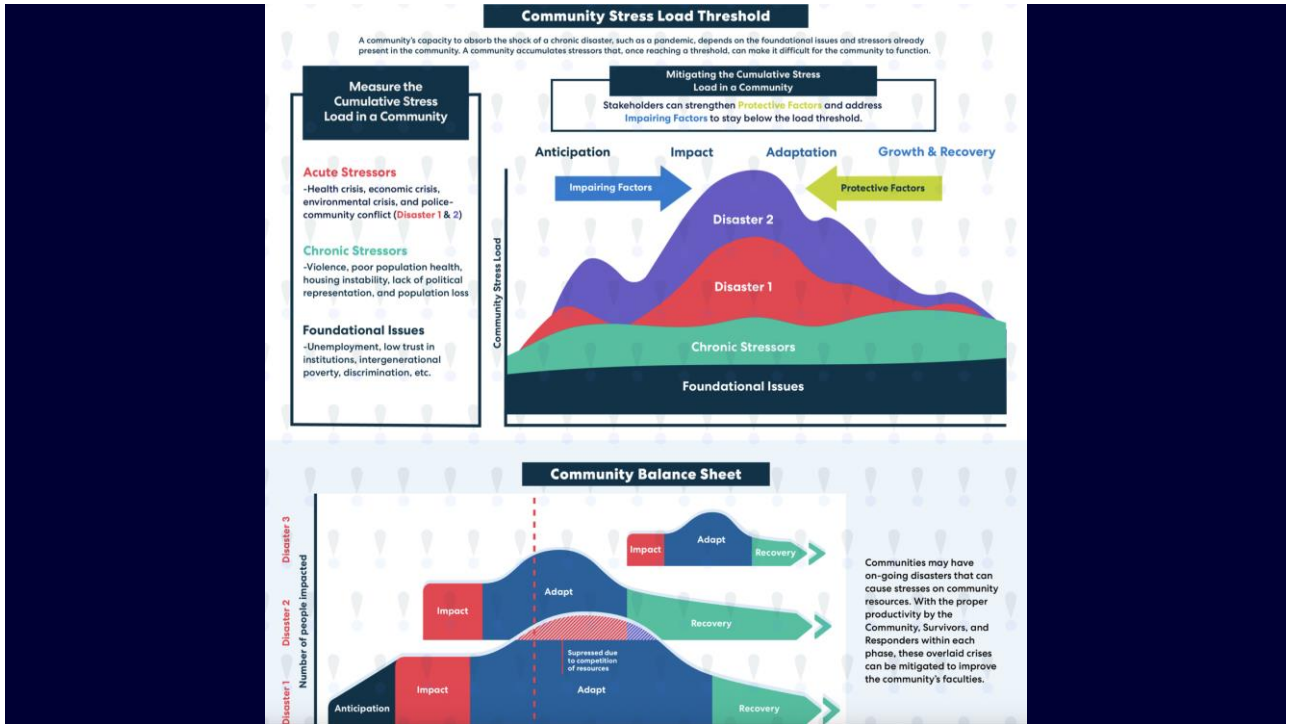 Community Stress Load Threshold
A community's capacity to absorb the shock of a chronic disaster, such as a pandemic, depends on the foundational issues and stressors already
present in the community. A community accumulates stressors that, once reaching a threshold, can make it difficult for the community to function.
Measure the
Cumulative Stress
Load in a Community
Acute Stressors
-Health crisis, economic crisis,
environmental crisis, and police-
community conflict (Disaster 1 & 2)
Chronic Stressors
-Violence, poor population health,
housing instability, lack of political
representation, and population loss
Foundational Issues
-Unemployment, low trust in
institutions, intergenerational
poverty, discrimination, etc.
Mitigating the Cumulative Stress
Load in a Community
Stakeholders can strengthen Protective Factors and address
Impairing Factors to stay below the load threshold.
Anticipation Impact Adaptation Growth & Recovery
Impairing Factors Protective Factors
Community Stress Load
Disaster 2
Disaster 1
Chronic Stressors
Foundational Issues
Community Balance Sheet
Disaster 3
Disaster 2
Disaster 1
Number of people impacted
Impact Adapt Recovery
Impact Adapt Recovery
Supressed due
to competition
of resources
Anticipation Impact Adapt Recovery
Communities may have
on-going disasters that can
cause stresses on community
resources. With the proper
productivity by the
Community, Survivors, and
Responders within each
phase, these overlaid crises
can be mitigated to improve
the community's faculties.